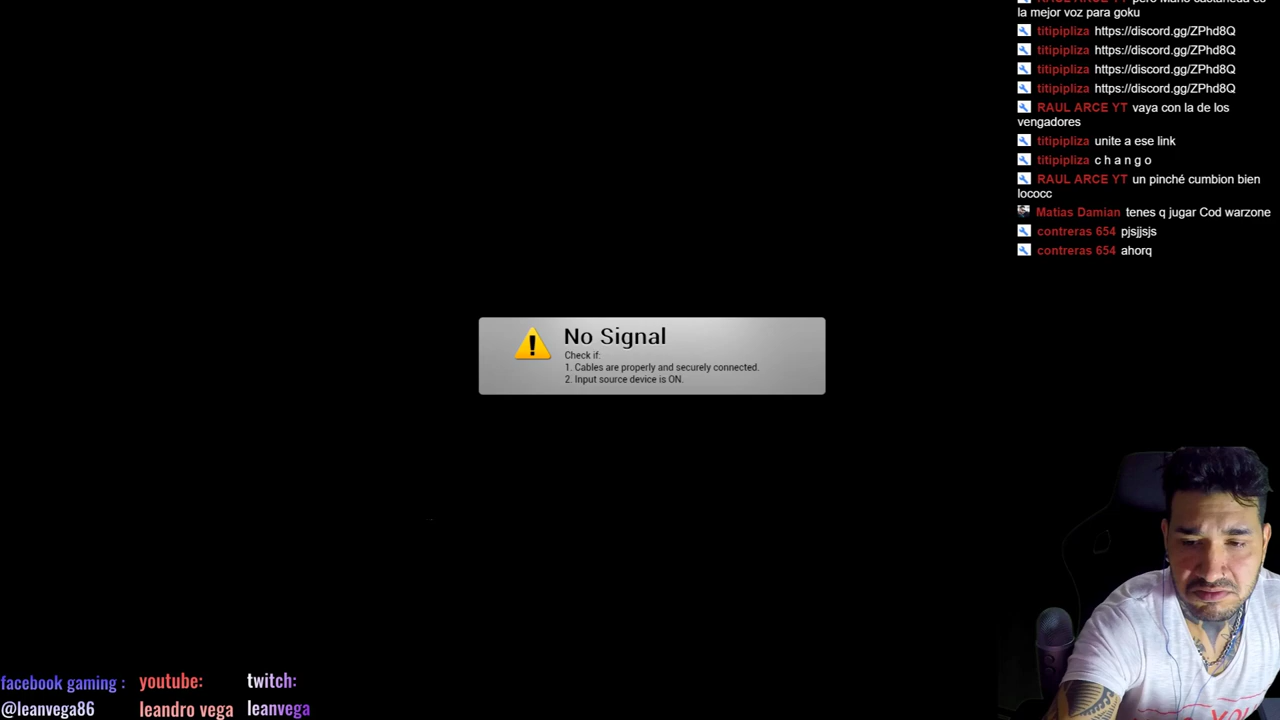 la mejor voz para goku
titipipliza https://discord.gg/ZPhd8Q
titipipliza https://discord.gg/ZPhd8Q
titipipliza https://discord.gg/ZPhd8Q
titipipliza https://discord.gg/ZPhd8Q
RAUL ARCE YT vaya con la de los
vengadores
titipipliza unite a ese link
titipipliza c h a n g o
RAUL ARCE YT un pinché cumbion bien
lococc
Matias Damian tenes q jugar Cod warzone
contreras 654 pjsjjsjs
contreras 654 ahorq
No Signal
Check if:
1. Cables are properly and securely connected.
2. Input source device is ON.
facebook gaming :
@leanvega86
youtube:
leandro vega
twitch:
leanvega